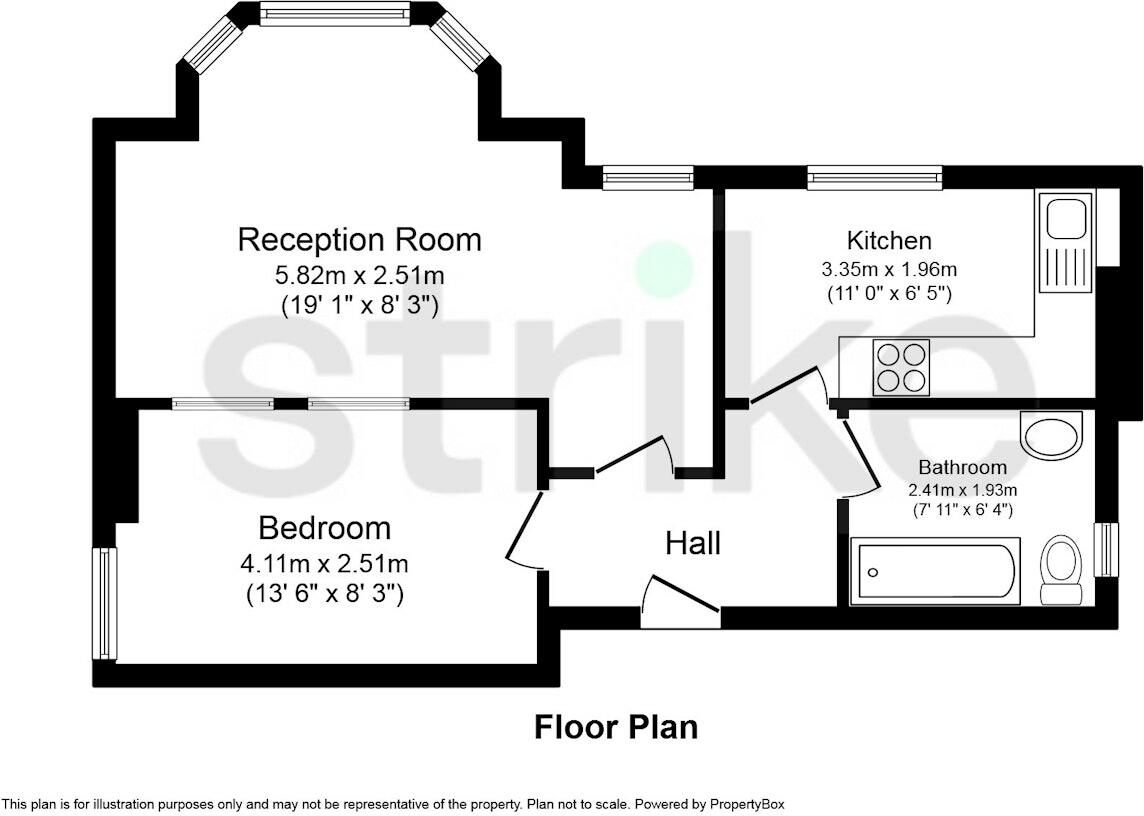 Reception Room
5.82m x 2.51m
(19' 1" x 8' 3")
Kitchen
3.35m x 1.96m
(11' 0" x 6' 5")
strike
Bathroom
2.41m x 1.93m
(7' 11" x 6' 4")
Bedroom
4.11m x 2.51m
(13' 6" x 8' 3")
Hall
Floor Plan
This plan is for illustration purposes only and may not be representative of the property. Plan not to scale. Powered by PropertyBox